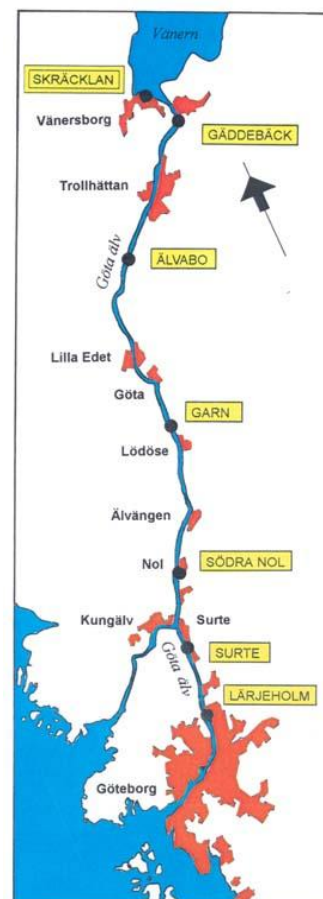 Vänern
SKRÄCKLAN
Vänersborg
GÄDDEBÄCK
Trollhättan
Göta älv
ÄLVABO
Lilla Edet
Göta
GARN
Lödöse
Älvängen
Nol
SÖDRA NOL
Kungälv
Surte
Göta älv
SURTE
LÄRJEHOLM
Göteborg